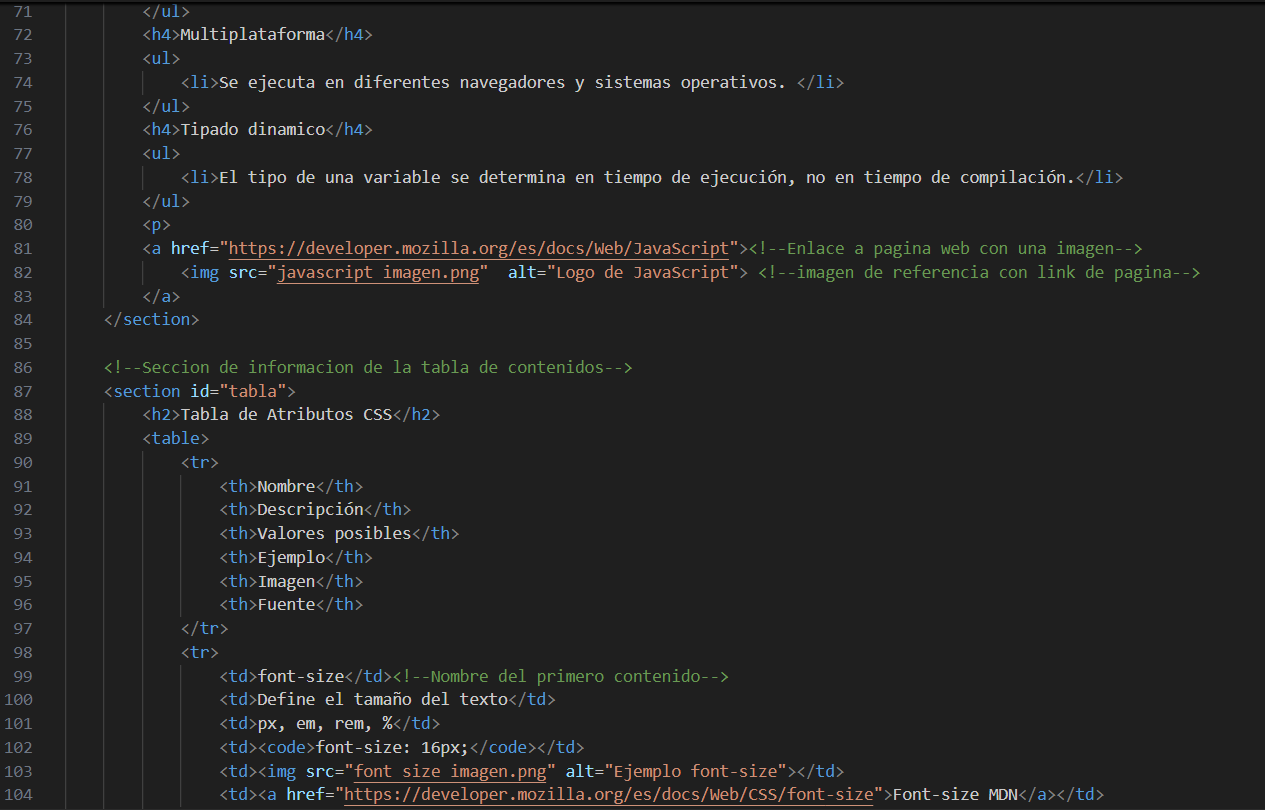 71 </ul>
72 <h4>Multiplataforma</h4>
73 <ul>
74 <li>Se ejecuta en diferentes navegadores y sistemas operativos. </li>
75 </ul>
76 <h4>Tipado dinamico</h4>
77 <ul>
78 <li>El tipo de una variable se determina en tiempo de ejecución, no en tiempo de compilación.</li>
79 </ul>
80 <p>
81 <a href="https://developer.mozilla.org/es/docs/Web/JavaScript"><!--Enlace a pagina web con una imagen-->
82 <img src="javascript imagen.png"  alt="Logo de JavaScript"> <!--imagen de referencia con link de pagina-->
83 </a>
84 </section>
85
86 <!--Seccion de informacion de la tabla de contenidos-->
87 <section id="tabla">
88 <h2>Tabla de Atributos CSS</h2>
89 <table>
90 <tr>
91 <th>Nombre</th>
92 <th>Descripción</th>
93 <th>Valores posibles</th>
94 <th>Ejemplo</th>
95 <th>Imagen</th>
96 <th>Fuente</th>
97 </tr>
98 <tr>
99 <td>font-size</td><!--Nombre del primero contenido-->
100 <td>Define el tamaño del texto</td>
101 <td>px, em, rem, %</td>
102 <td><code>font-size: 16px;</code></td>
103 <td><img src="font size imagen.png" alt="Ejemplo font-size"></td>
104 <td><a href="https://developer.mozilla.org/es/docs/Web/CSS/font-size">Font-size MDN</a></td>